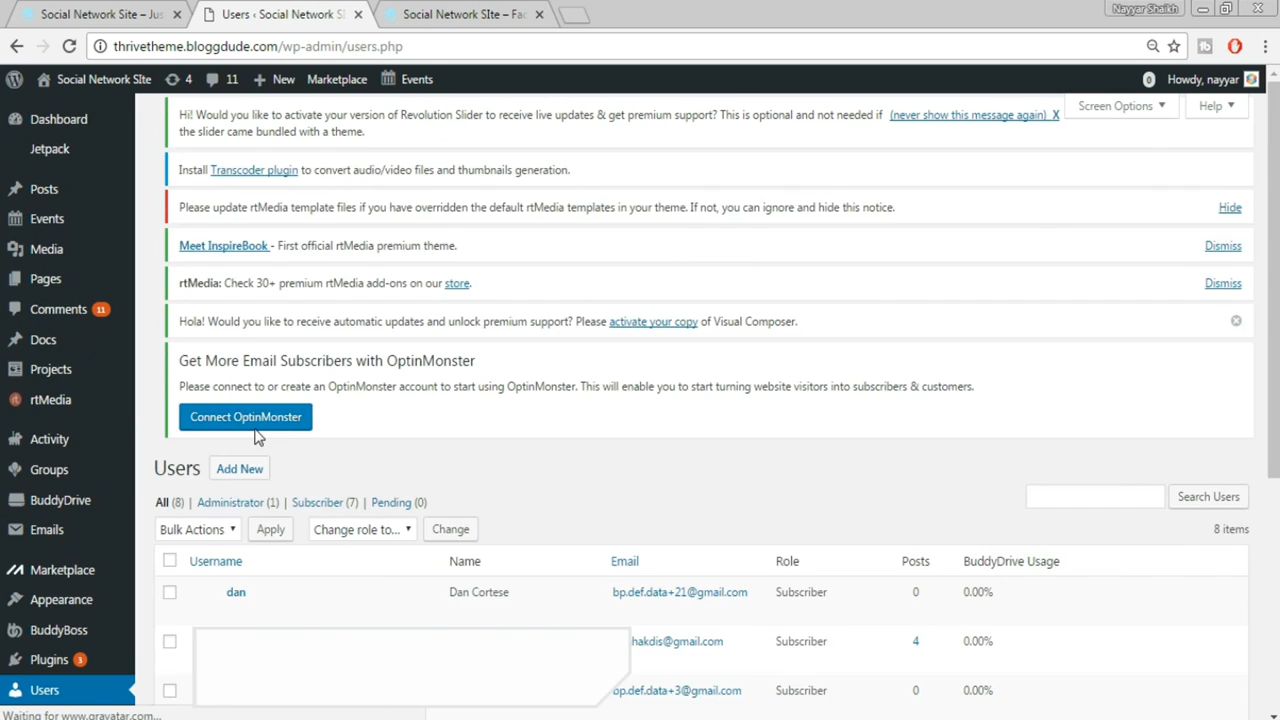 Social Network Site – Jus
Users ‹ Social Network SI
Social Network SIte – Fac
Nayyar Shaikh
thrivetheme.bloggdude.com/wp-admin/users.php
Social Network SIte 4 11 New Marketplace Events 0 Howdy, nayyar
Screen Options Help
Dashboard
Jetpack
Posts
Events
Media
Pages
Comments 11
Docs
Projects
rtMedia
Activity
Groups
BuddyDrive
Emails
Marketplace
Appearance
BuddyBoss
Plugins 3
Users
Hi! Would you like to activate your version of Revolution Slider to receive live updates & get premium support? This is optional and not needed if
the slider came bundled with a theme.
(never show this message again) X
Install Transcoder plugin to convert audio/video files and thumbnails generation.
Please update rtMedia template files if you have overridden the default rtMedia templates in your theme. If not, you can ignore and hide this notice. Hide
Meet InspireBook - First official rtMedia premium theme. Dismiss
rtMedia: Check 30+ premium rtMedia add-ons on our store. Dismiss
Hola! Would you like to receive automatic updates and unlock premium support? Please activate your copy of Visual Composer.
Get More Email Subscribers with OptinMonster
Please connect to or create an OptinMonster account to start using OptinMonster. This will enable you to start turning website visitors into subscribers & customers.
Connect OptinMonster
Users Add New
All (8) | Administrator (1) | Subscriber (7) | Pending (0)
Search Users
Bulk Actions Apply Change role to... Change 8 items
Username Name Email Role Posts BuddyDrive Usage
dan Dan Cortese bp.def.data+21@gmail.com Subscriber 0 0.00%
hakdis@gmail.com Subscriber 4 0.00%
bp.def.data+3@gmail.com Subscriber 0 0.00%
Waiting for www.gravatar.com...